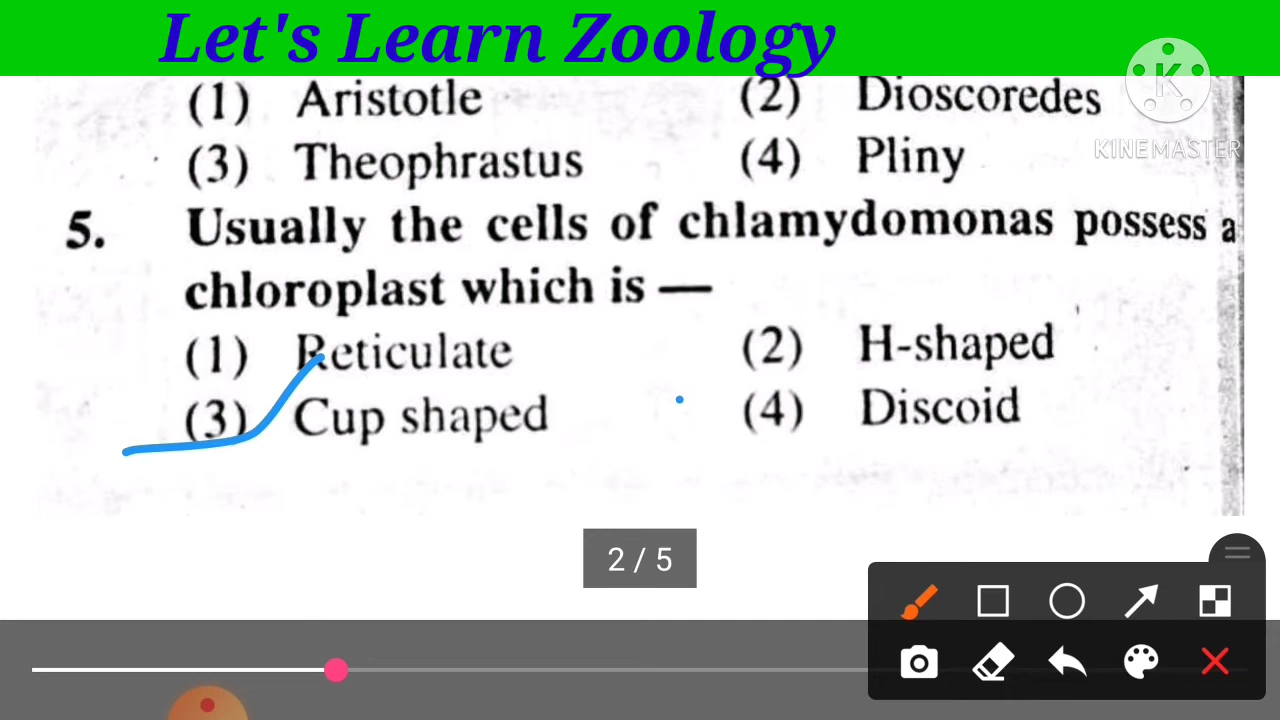 Let's Learn Zoology
(1) Aristotle (2) Dioscoredes
(3) Theophrastus (4) Pliny
KINEMASTER
5. Usually the cells of chlamydomonas possess a
chloroplast which is —
(1) Reticulate (2) H-shaped
(3) Cup shaped (4) Discoid
2 / 5